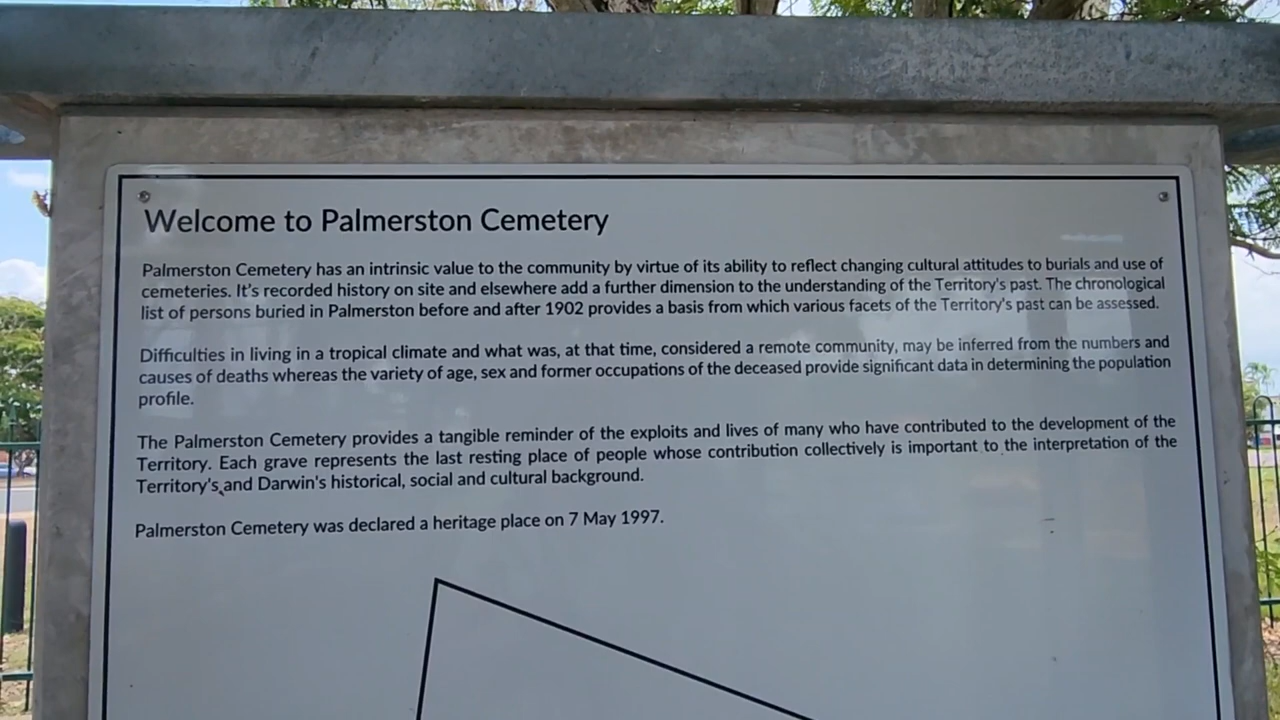 Welcome to Palmerston Cemetery
Palmerston Cemetery has an intrinsic value to the community by virtue of its ability to reflect changing cultural attitudes to burials and use of
cemeteries. It's recorded history on site and elsewhere add a further dimension to the understanding of the Territory's past. The chronological
list of persons buried in Palmerston before and after 1902 provides a basis from which various facets of the Territory's past can be assessed.
Difficulties in living in a tropical climate and what was, at that time, considered a remote community, may be inferred from the numbers and
causes of deaths whereas the variety of age, sex and former occupations of the deceased provide significant data in determining the population
profile.
The Palmerston Cemetery provides a tangible reminder of the exploits and lives of many who have contributed to the development of the
Territory. Each grave represents the last resting place of people whose contribution collectively is important to the interpretation of the
Territory's and Darwin's historical, social and cultural background.
Palmerston Cemetery was declared a heritage place on 7 May 1997.